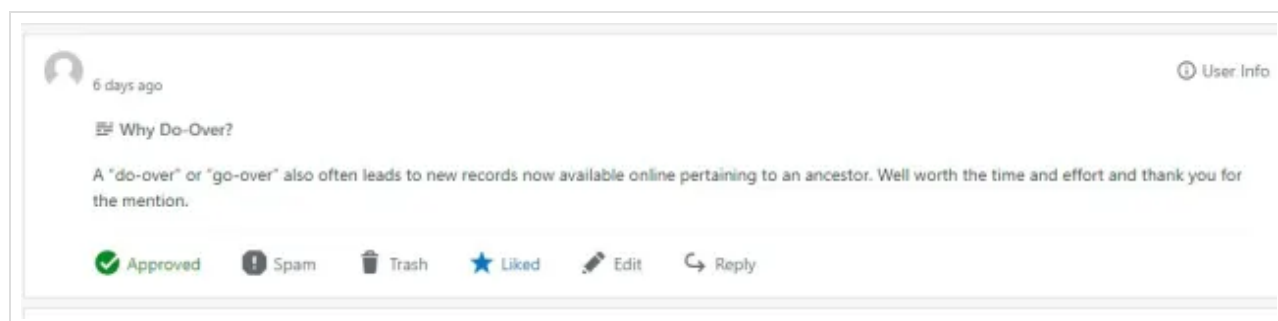 User Info
6 days ago
Why Do-Over?
A "do-over" or "go-over" also often leads to new records now available online pertaining to an ancestor. Well worth the time and effort and thank you for
the mention.
Approved Spam Trash Liked Edit Reply